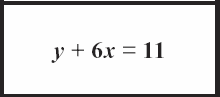 y + 6x = 11